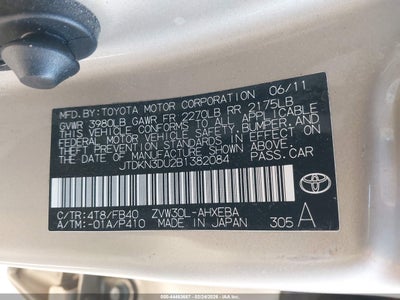 MFD.BY:TOYOTA MOTOR CORPORATION 06/11
GVWR 3980LB GAWR FR 2270LB RR 2175LB
THIS VEHICLE CONFORMS TO ALL APPLICABLE
FEDERAL MOTOR VEHICLE SAFETY, BUMPER, AND
THEFT PREVENTION STANDARDS IN EFFECT ON
THE DATE OF MANUFACTURE SHOWN ABOVE.
JTDKN3DU2B1382084 PASS.CAR
C/TR:4T8/FB40 ZVW30L-AHXEBA
A/TM:-01A/P410 MADE IN JAPAN 305 A
TOYOTA